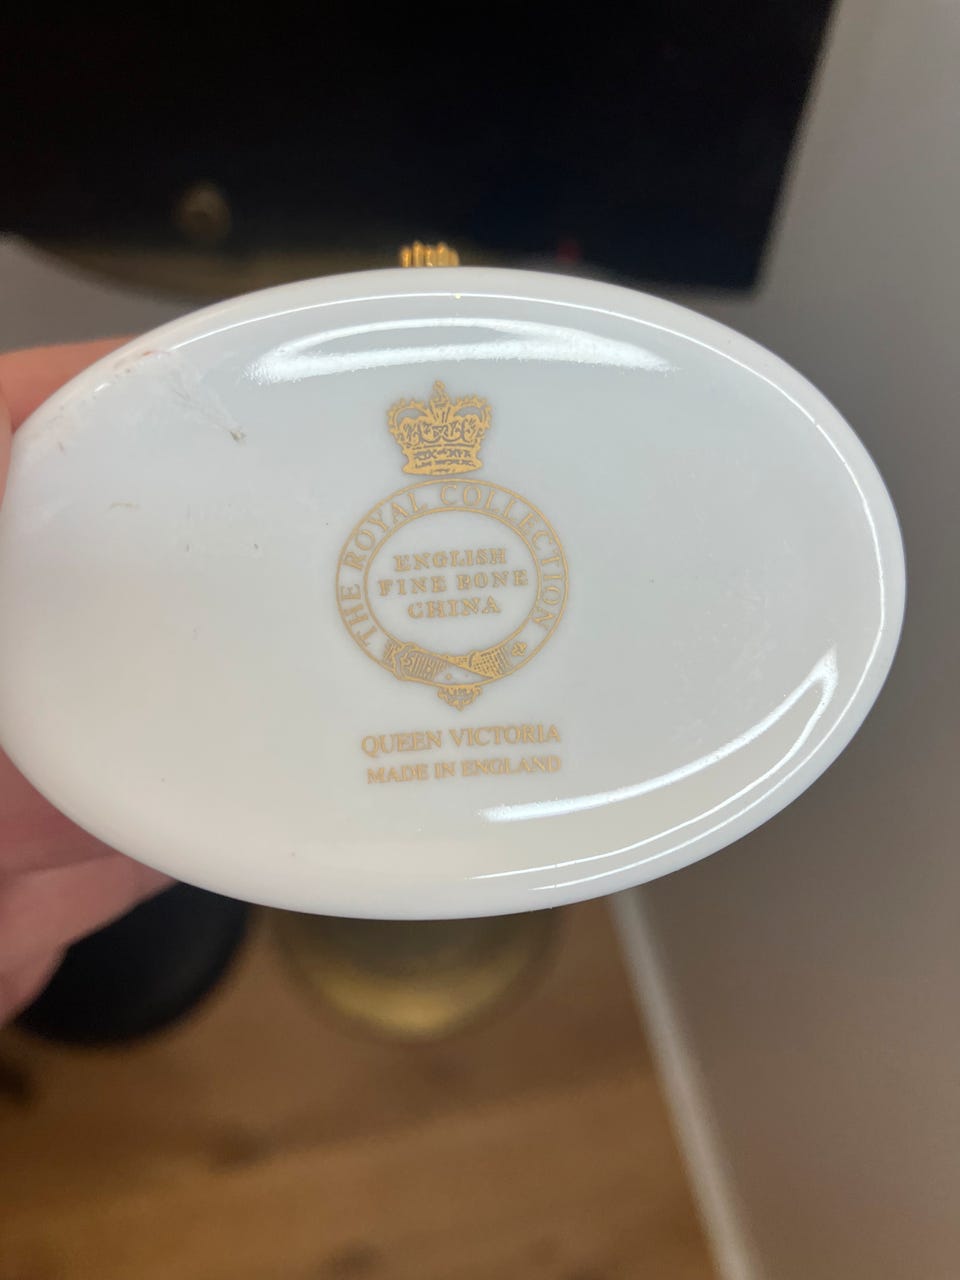 THE ROYAL COLLECTION
ENGLISH
FINE BONE
CHINA
QUEEN VICTORIA
MADE IN ENGLAND